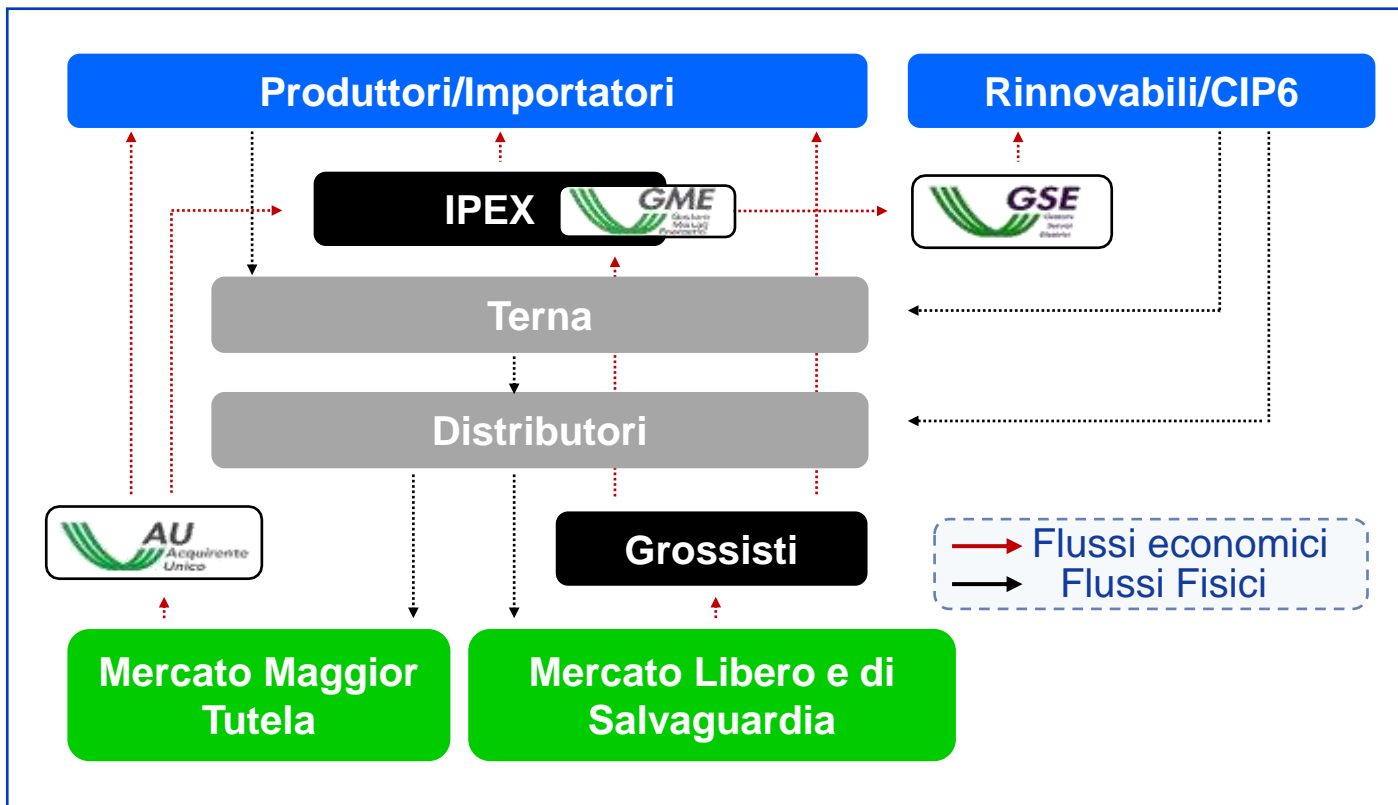 Produttori/Importatori
Rinnovabili/CIP6
IPEX
GME
GSE
Terna
Distributori
AU
Acquirente
Unico
Grossisti
Flussi economici
Flussi Fisici
Mercato Maggior
Tutela
Mercato Libero e di
Salvaguardia